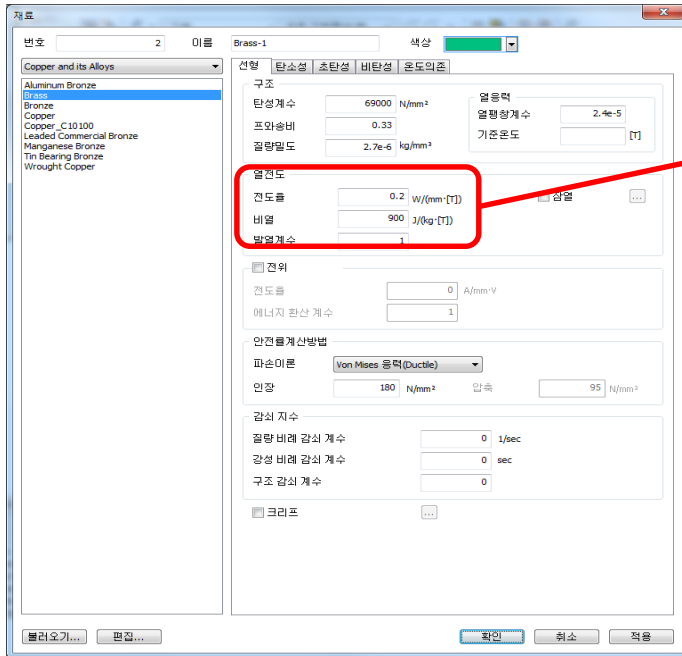 재료
번호 2 이름 Brass-1 색상
Copper and its Alloys
Aluminum Bronze
Brass
Bronze
Copper
Copper_C10100
Leaded Commercial Bronze
Manganese Bronze
Tin Bearing Bronze
Wrought Copper
선형 탄소성 초탄성 비탄성 온도의존
구조
탄성계수 69000 N/mm²
프와송비 0.33
질량밀도 2.7e-6 kg/mm³
열응력
열팽창계수 2.4e-5
기준온도 [T]
열전도
전도율 0.2 W/(mm·[T])
잠열 ...
비열 900 J/(kg·[T])
발열계수 1
전위
전도율 0 A/mm·V
에너지 환산 계수 1
안전률계산방법
파손이론 Von Mises 응력(Ductile)
인장 180 N/mm² 압축 95 N/mm²
감쇠 지수
질량 비례 감쇠 계수 0 1/sec
강성 비례 감쇠 계수 0 sec
구조 감쇠 계수 0
크리프 ...
불러오기... 편집... 확인 취소 적용